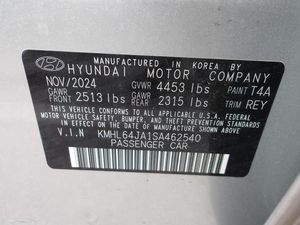 MANUFACTURED IN KOREA BY
HYUNDAI MOTOR COMPANY
NOV/2024 GVWR 4453 lbs PAINT T4A
GAWR FRONT 2513 lbs GAWR REAR 2315 lbs TRIM REY
THIS VEHICLE CONFORMS TO ALL APPLICABLE U.S.A.
FEDERAL MOTOR VEHICLE SAFETY, BUMPER, AND
THEFT PREVENTION STANDARDS IN EFFECT ON THE
DATE OF MANUFACTURE SHOWN ABOVE.
V.I.N KMHL64JA1SA462540
PASSENGER CAR